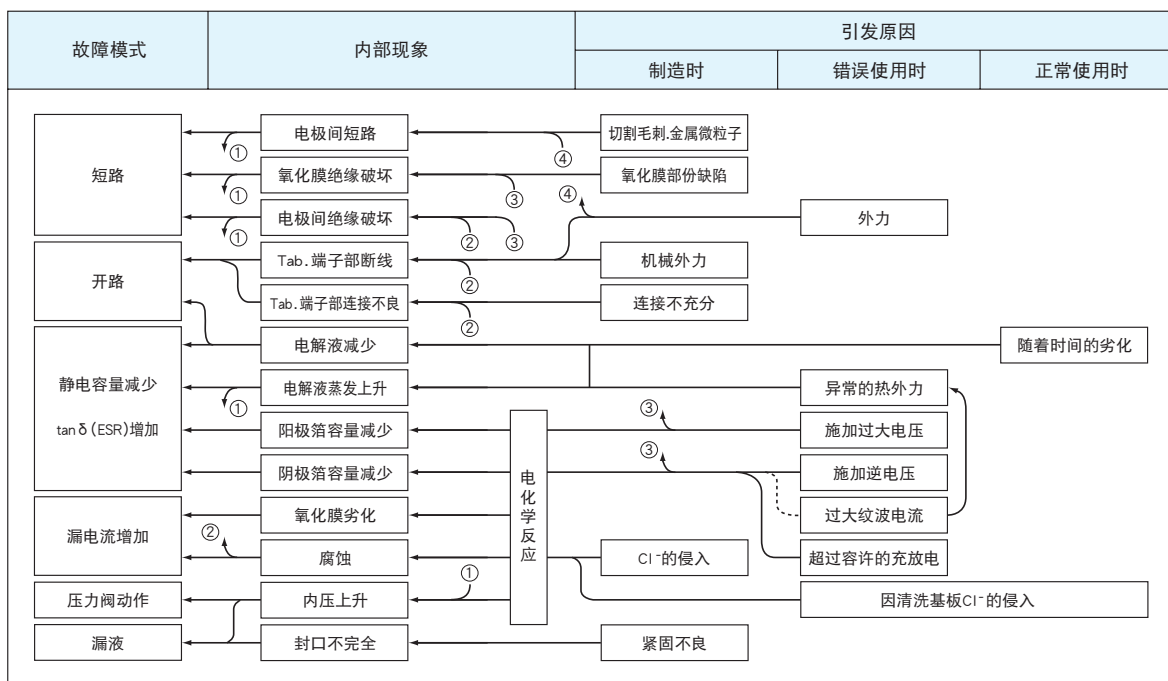 故障模式
内部现象
引发原因
制造时
错误使用时
正常使用时
短路
电极间短路
切割毛刺.金属微粒子
①
④
氧化膜绝缘破坏
氧化膜部份缺陷
①
③
④
电极间绝缘破坏
外力
①
②
③
开路
Tab.端子部断线
机械外力
②
Tab.端子部连接不良
连接不充分
②
静电容量减少
tanδ(ESR)增加
电解液减少
随着时间的劣化
电解液蒸发上升
异常的热外力
①
③
阳极箔容量减少
施加过大电压
③
阴极箔容量减少
施加逆电压
电化学反应
漏电流增加
氧化膜劣化
过大纹波电流
②
腐蚀
Cl⁻的侵入
超过容许的充放电
①
压力阀动作
内压上升
因清洗基板Cl⁻的侵入
漏液
封口不完全
紧固不良